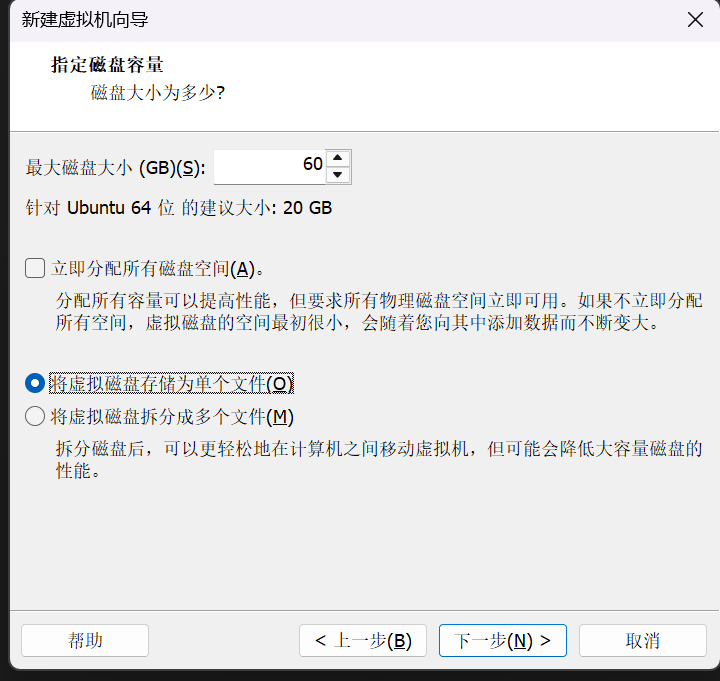 新建虚拟机向导
指定磁盘容量
磁盘大小为多少?
最大磁盘大小 (GB)(S): 60
针对 Ubuntu 64 位 的建议大小: 20 GB
立即分配所有磁盘空间(A)。
分配所有容量可以提高性能，但要求所有物理磁盘空间立即可用。如果不立即分配
所有空间，虚拟磁盘的空间最初很小，会随着您向其中添加数据而不断变大。
将虚拟磁盘存储为单个文件(O)
将虚拟磁盘拆分成多个文件(M)
拆分磁盘后，可以更轻松地在计算机之间移动虚拟机，但可能会降低大容量磁盘的
性能。
帮助 < 上一步(B) 下一步(N) > 取消